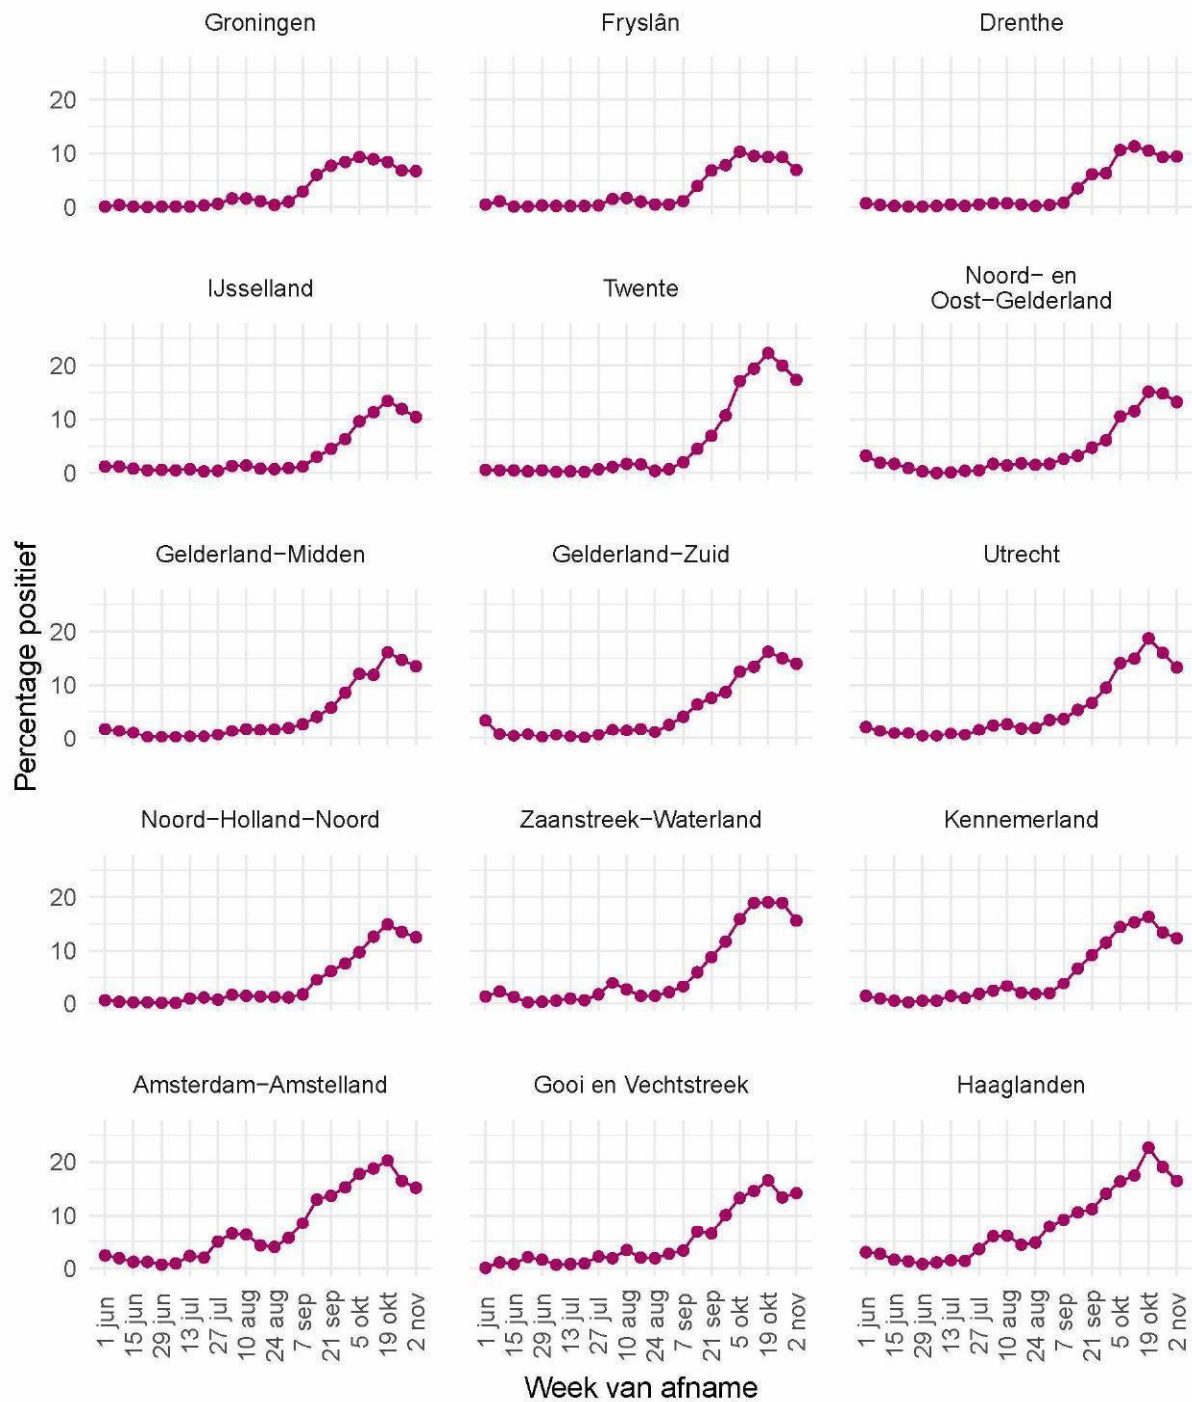 Groningen
Fryslân
Drenthe
20
10
0
IJsselland
Twente
Noord- en
Oost-Gelderland
20
10
0
Percentage positief
Gelderland-Midden
Gelderland-Zuid
Utrecht
20
10
0
Noord-Holland-Noord
Zaanstreek-Waterland
Kennemerland
20
10
0
Amsterdam-Amstelland
Gooi en Vechtstreek
Haaglanden
20
10
0
1 jun
15 jun
29 jun
13 jul
27 jul
10 aug
24 aug
7 sep
21 sep
5 okt
19 okt
2 nov
1 jun
15 jun
29 jun
13 jul
27 jul
10 aug
24 aug
7 sep
21 sep
5 okt
19 okt
2 nov
1 jun
15 jun
29 jun
13 jul
27 jul
10 aug
24 aug
7 sep
21 sep
5 okt
19 okt
2 nov
Week van afname